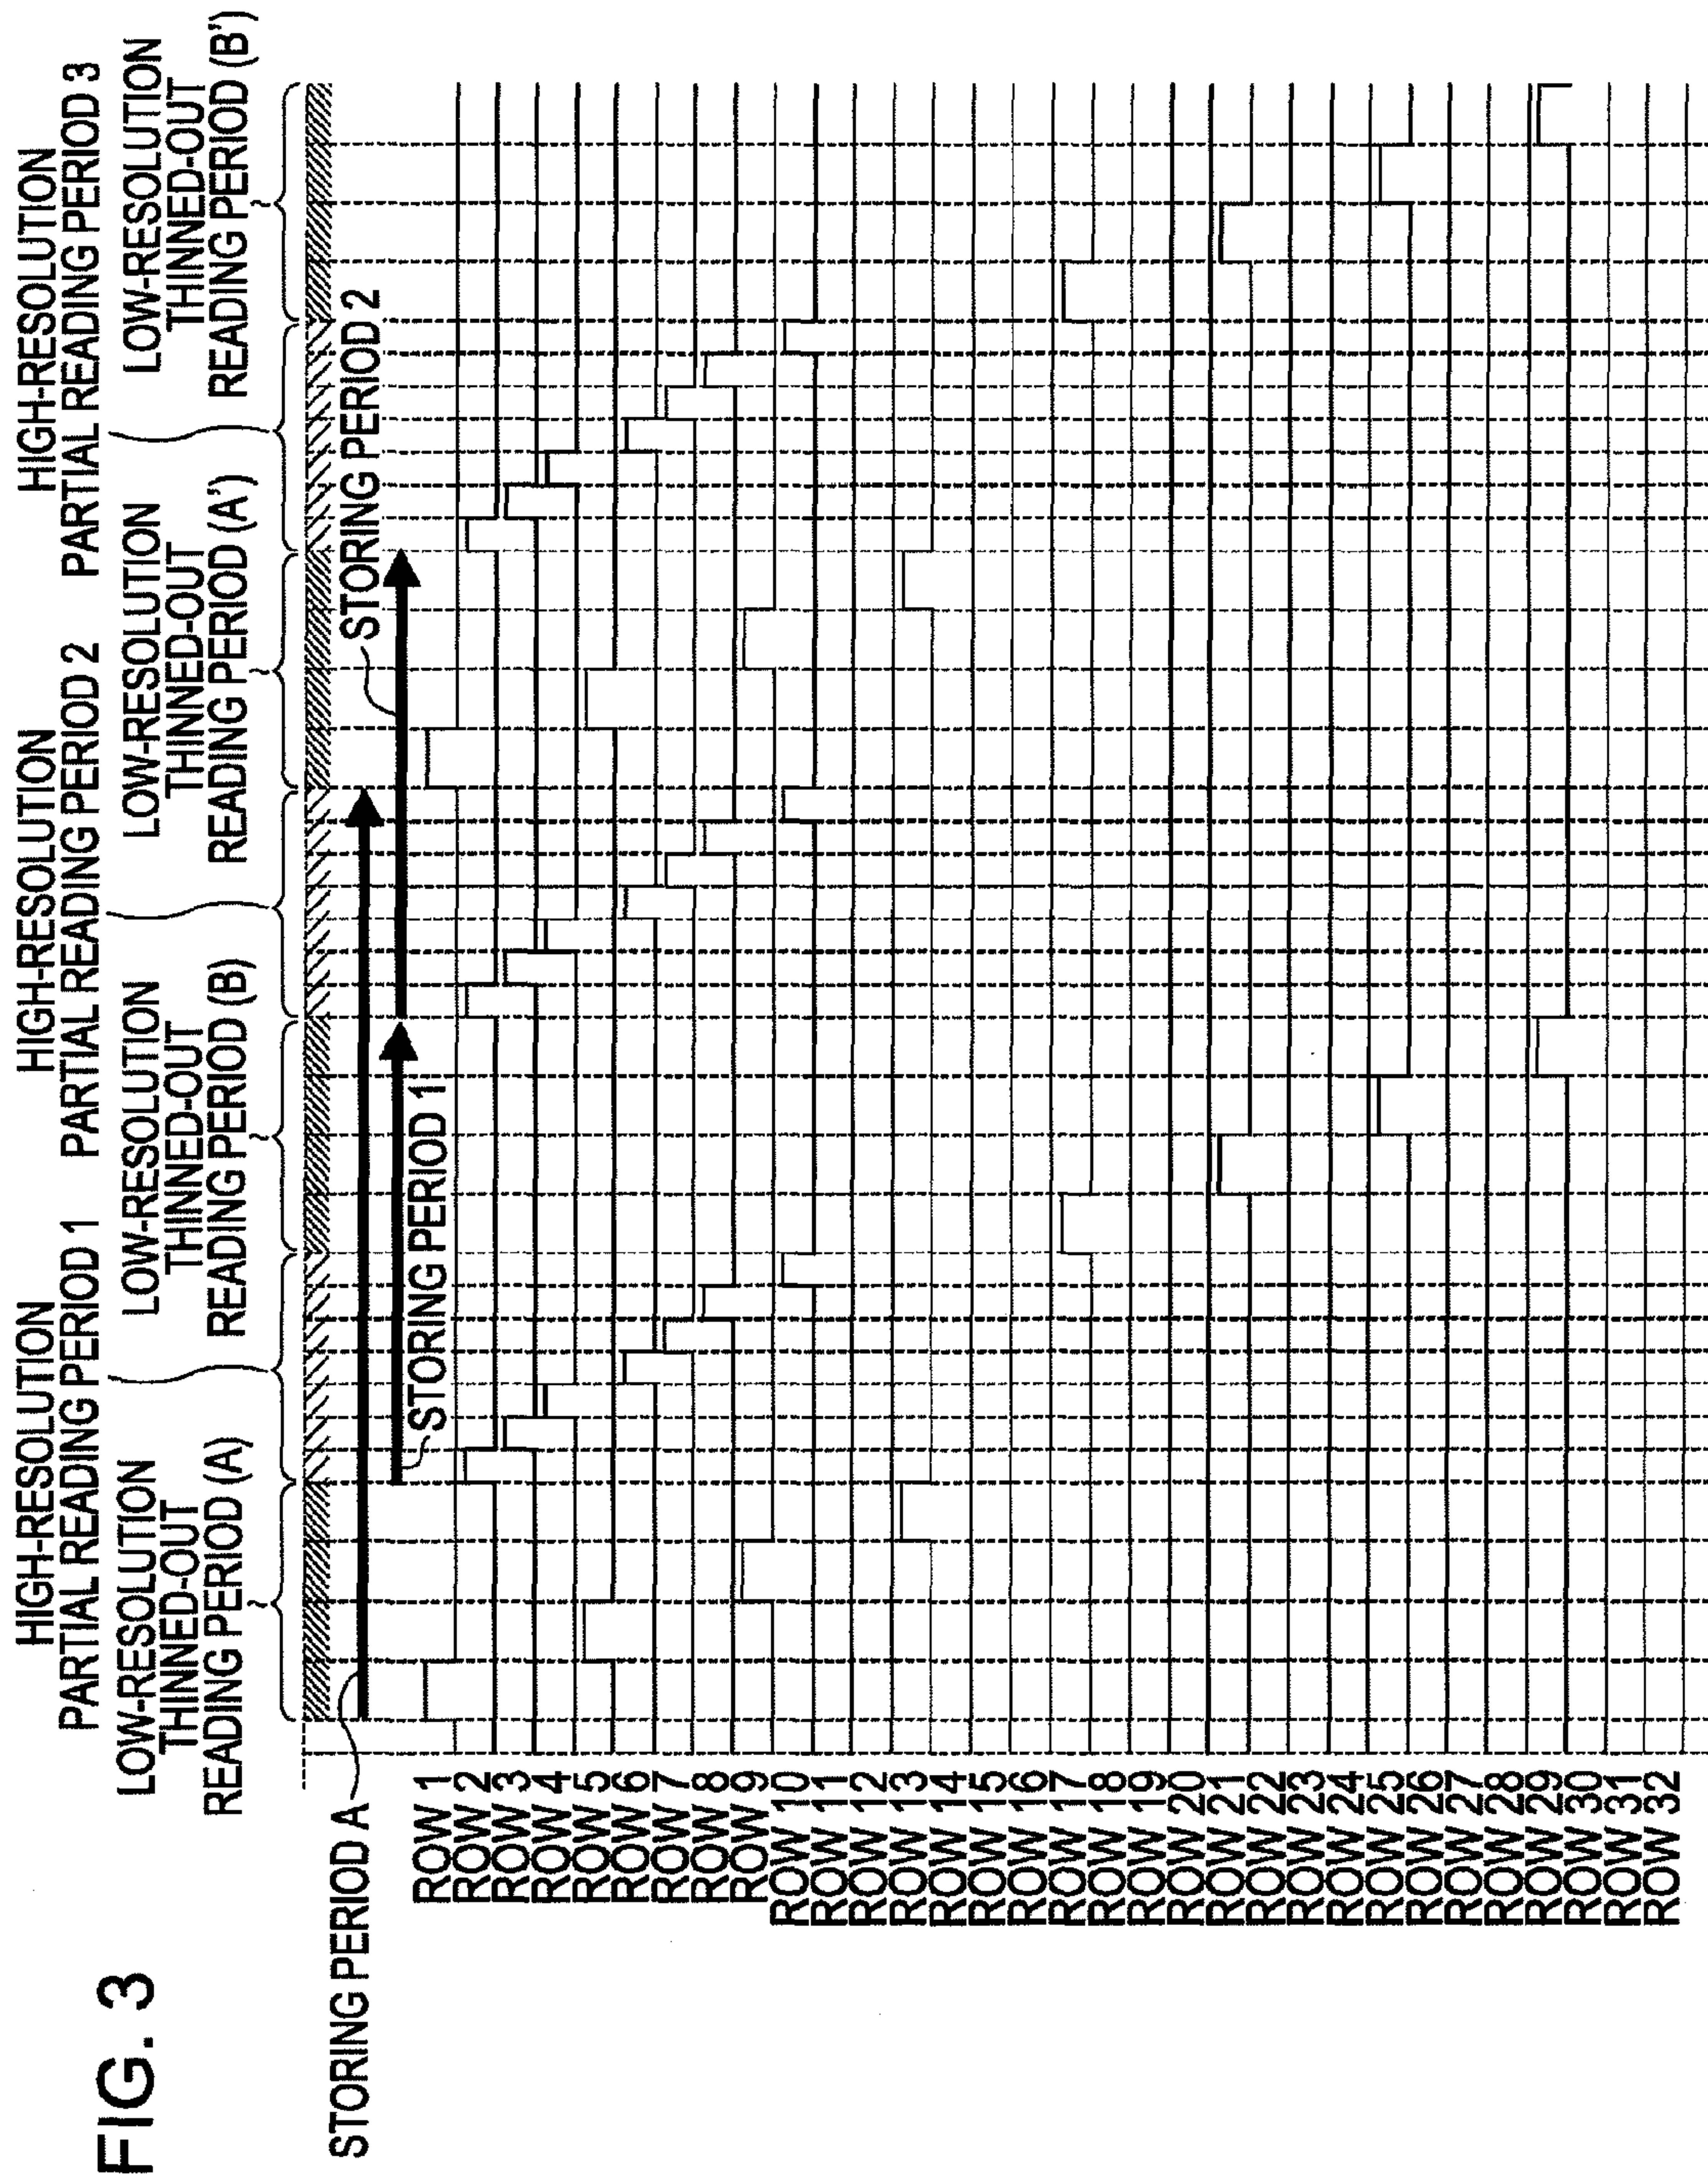 FIG. 3
HIGH-RESOLUTION
PARTIAL READING PERIOD 1
HIGH-RESOLUTION
PARTIAL READING PERIOD 2
HIGH-RESOLUTION
PARTIAL READING PERIOD 3
LOW-RESOLUTION
THINNED-OUT
READING PERIOD (A)
LOW-RESOLUTION
THINNED-OUT
READING PERIOD (B)
LOW-RESOLUTION
THINNED-OUT
READING PERIOD (A')
LOW-RESOLUTION
THINNED-OUT
READING PERIOD (B')
STORING PERIOD A
STORING PERIOD 1
STORING PERIOD 2
ROW 1
ROW 2
ROW 3
ROW 4
ROW 5
ROW 6
ROW 7
ROW 8
ROW 9
ROW 10
ROW 11
ROW 12
ROW 13
ROW 14
ROW 15
ROW 16
ROW 17
ROW 18
ROW 19
ROW 20
ROW 21
ROW 22
ROW 23
ROW 24
ROW 25
ROW 26
ROW 27
ROW 28
ROW 29
ROW 30
ROW 31
ROW 32